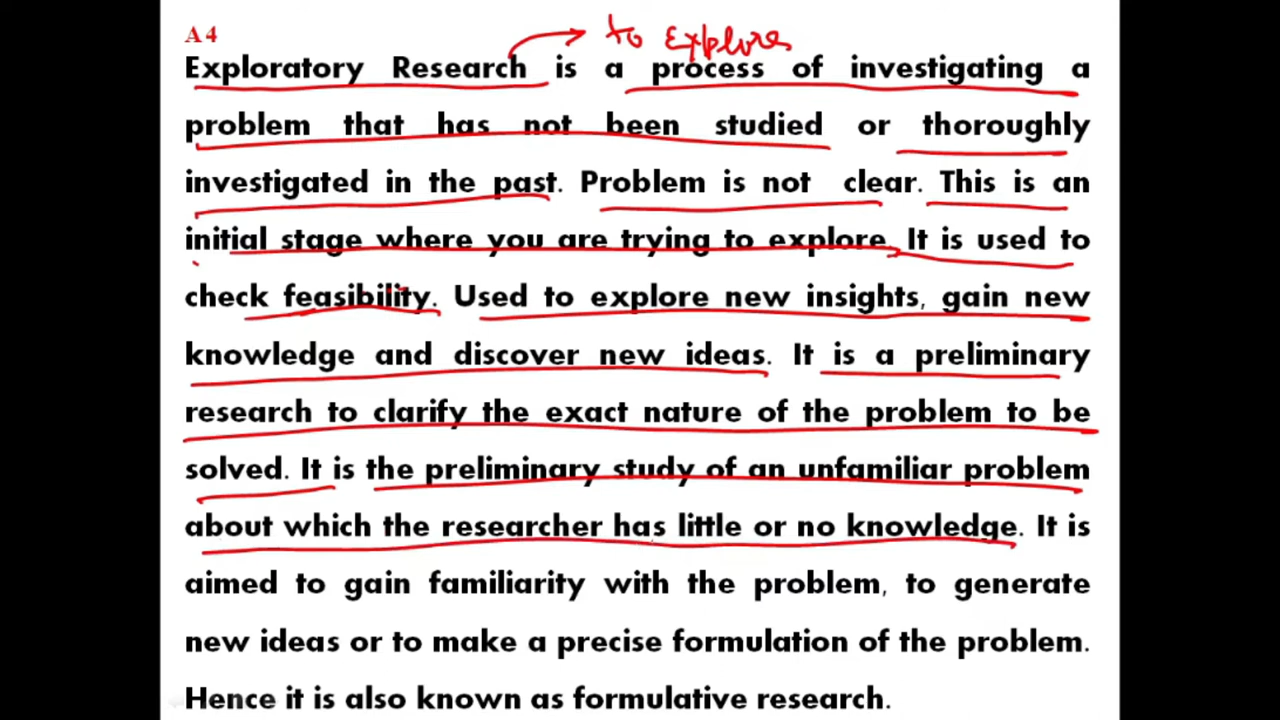 A4
to Explore
Exploratory Research is a process of investigating a
problem that has not been studied or thoroughly
investigated in the past. Problem is not clear. This is an
initial stage where you are trying to explore. It is used to
check feasibility. Used to explore new insights, gain new
knowledge and discover new ideas. It is a preliminary
research to clarify the exact nature of the problem to be
solved. It is the preliminary study of an unfamiliar problem
about which the researcher has little or no knowledge. It is
aimed to gain familiarity with the problem, to generate
new ideas or to make a precise formulation of the problem.
Hence it is also known as formulative research.